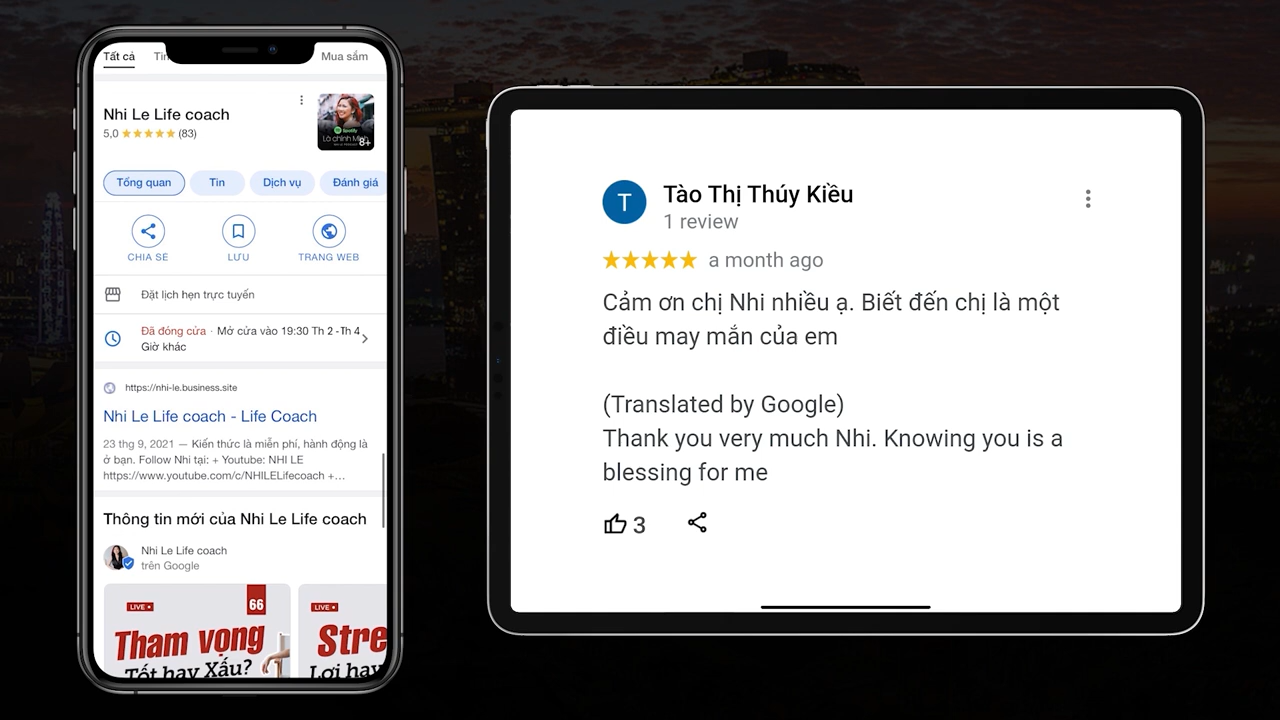 Tất cả
Mua sắm
Nhi Le Life coach
5,0 (83)
Spotify
Là chính Mình
8+
Tổng quan
Tin
Dịch vụ
Đánh giá
CHIA SẺ
LƯU
TRANG WEB
Đặt lịch hẹn trực tuyến
Đã đóng cửa · Mở cửa vào 19:30 Th 2 - Th 4
Giờ khác
https://nhi-le.business.site
Nhi Le Life coach - Life Coach
23 thg 9, 2021 — Kiến thức là miễn phí, hành động là
ở bạn. Follow Nhi tại: + Youtube: NHI LE
https://www.youtube.com/c/NHILELifecoach +...
Thông tin mới của Nhi Le Life coach
Nhi Le Life coach
trên Google
LIVE
66
Tham vọng
Tốt hay Xấu?
LIVE
Stre
Lợi hay
T
Tào Thị Thúy Kiều
1 review
a month ago
Cảm ơn chị Nhi nhiều ạ. Biết đến chị là một
điều may mắn của em
(Translated by Google)
Thank you very much Nhi. Knowing you is a
blessing for me
3